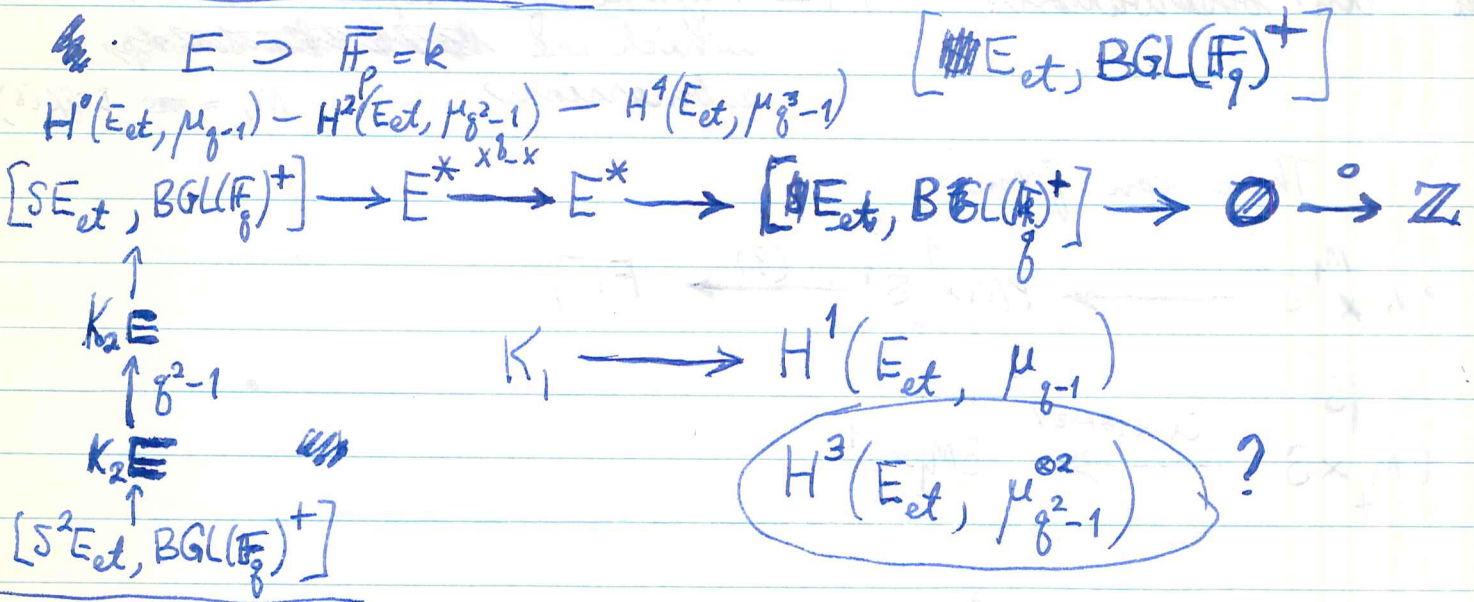 E ⊃ F̄_p = k    [E_et, BGL(F_q)^+]
H^0(E_et, μ_{q-1}) — H^2(E_et, μ_{q^2-1}) — H^4(E_et, μ_{q^3-1})
[SE_et, BGL(F_q)^+] → E^* --x^q-x--> E^* → [E_et, BGL(F_q)^+] → 0 --0--> Z
↑
K_2E    K_1 → H^1(E_et, μ_{q-1})
↑ q^2-1
K_2E    H^3(E_et, μ_{q^2-1}^{⊗2}) ?
↑
[S^2E_et, BGL(F_q)^+]